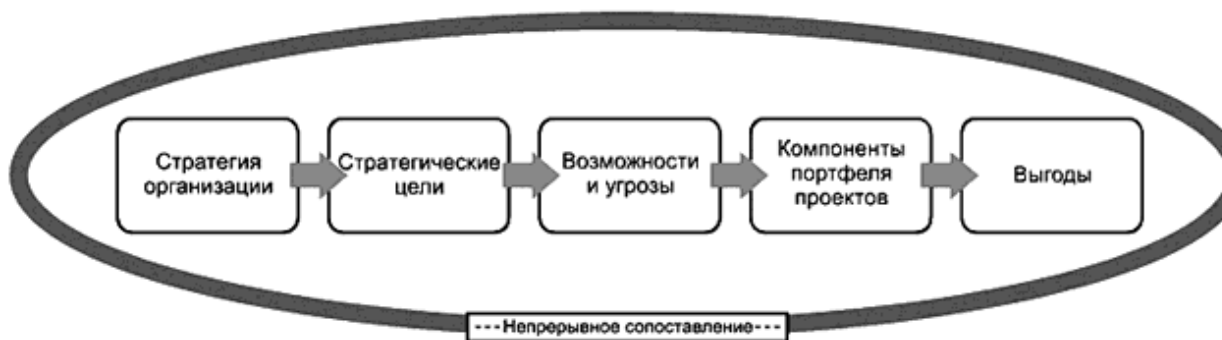 Стратегия
организации
Стратегические
цели
Возможности
и угрозы
Компоненты
портфеля
проектов
Выгоды
---Непрерывное сопоставление---